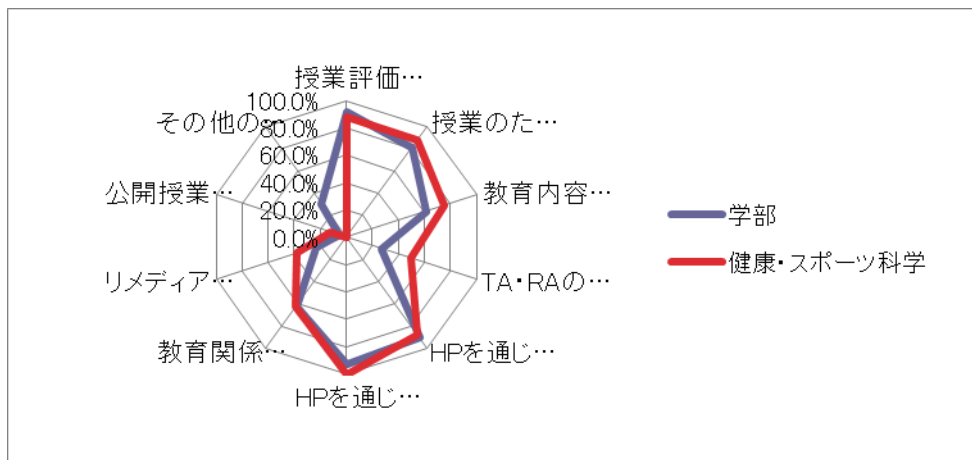 授業評価…
100.0%
80.0%
60.0%
40.0%
20.0%
0.0%
授業のた…
教育内容…
TA・RAの…
HPを通じ…
HPを通じ…
教育関係…
リメディア…
公開授業…
その他の…
学部
健康・スポーツ科学